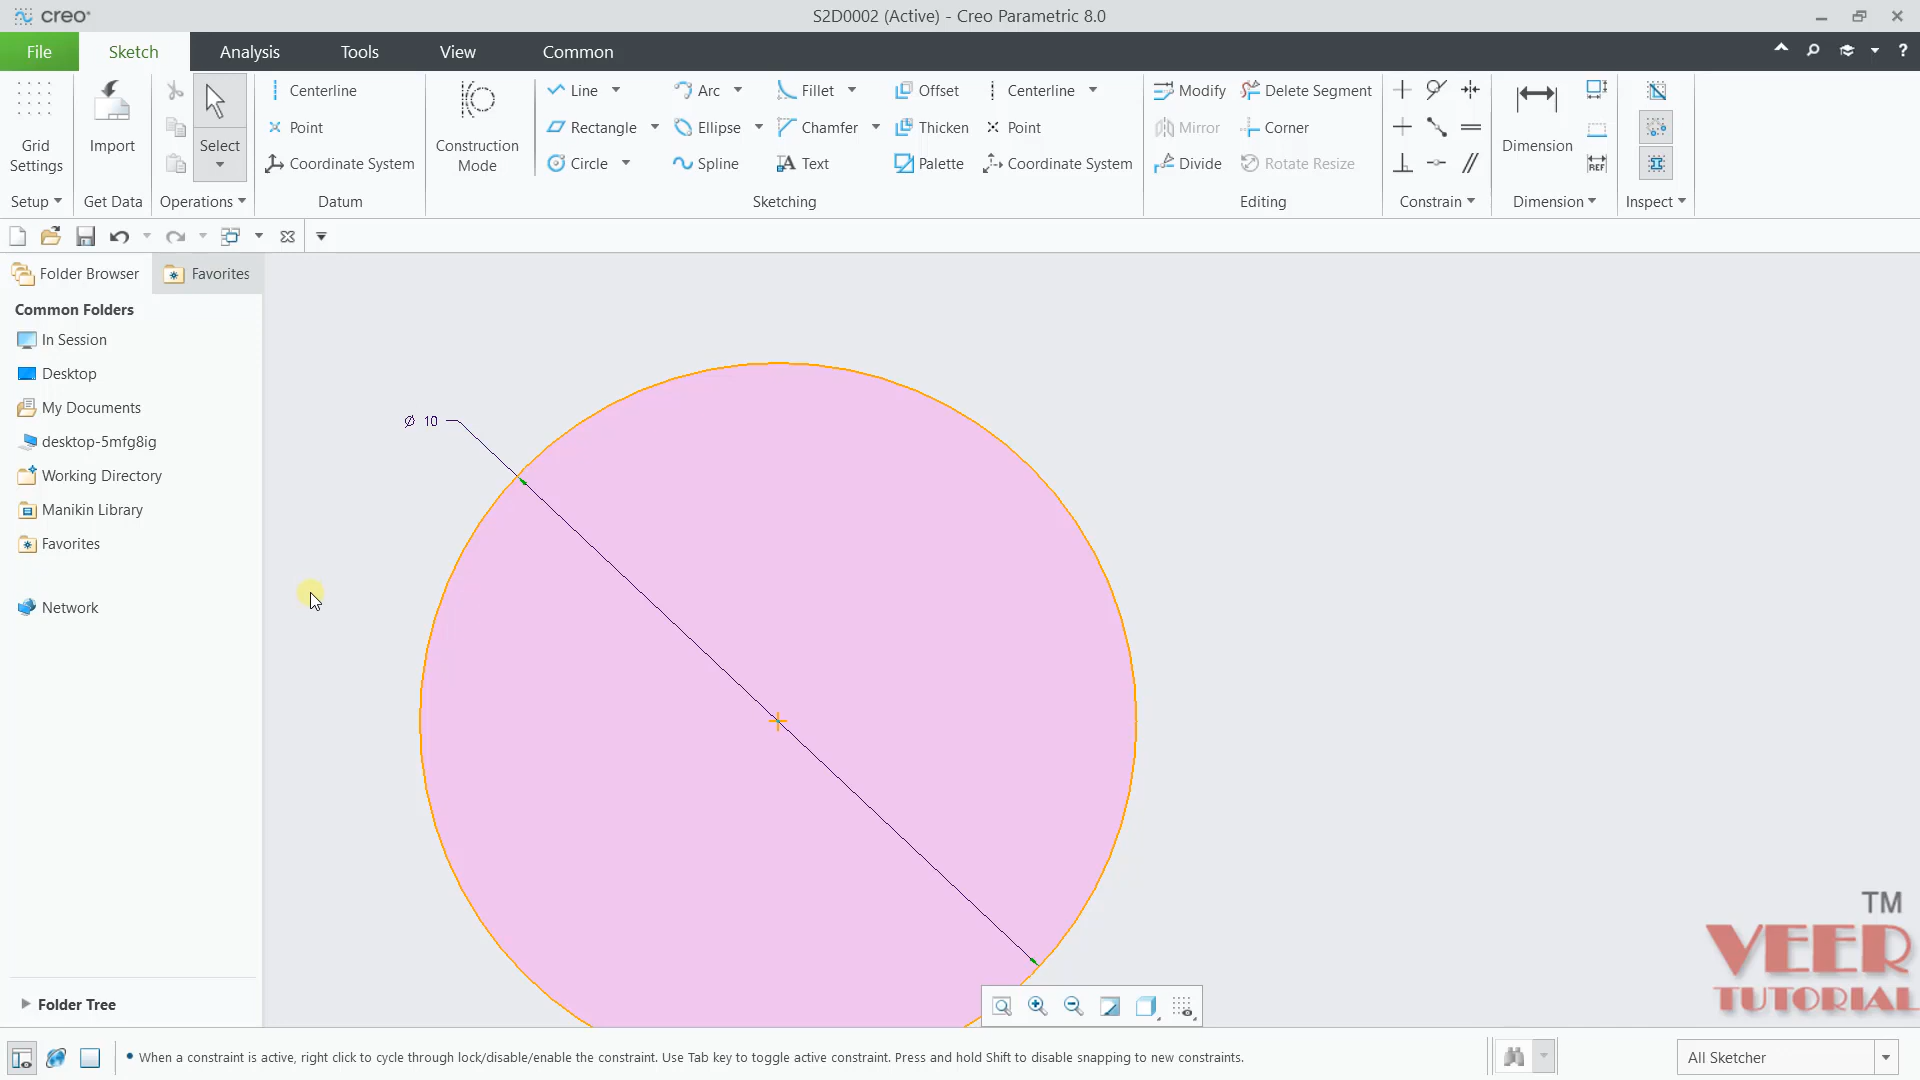 creo®
S2D0002 (Active) - Creo Parametric 8.0
File
Sketch
Analysis
Tools
View
Common
?
Grid
Settings
Import
Select
Centerline
Point
Coordinate System
Construction
Mode
Line
Rectangle
Circle
Arc
Ellipse
Spline
Fillet
Chamfer
Text
Offset
Thicken
Palette
Centerline
Point
Coordinate System
Modify
Mirror
Divide
Delete Segment
Corner
Rotate Resize
Dimension
REF
Setup
Get Data
Operations
Datum
Sketching
Editing
Constrain
Dimension
Inspect
Folder Browser
Favorites
Common Folders
In Session
Desktop
My Documents
desktop-5mfg8ig
Working Directory
Manikin Library
Favorites
Network
Folder Tree
Ø 10
TM
VEER
TUTORIAL
• When a constraint is active, right click to cycle through lock/disable/enable the constraint. Use Tab key to toggle active constraint. Press and hold Shift to disable snapping to new constraints.
All Sketcher